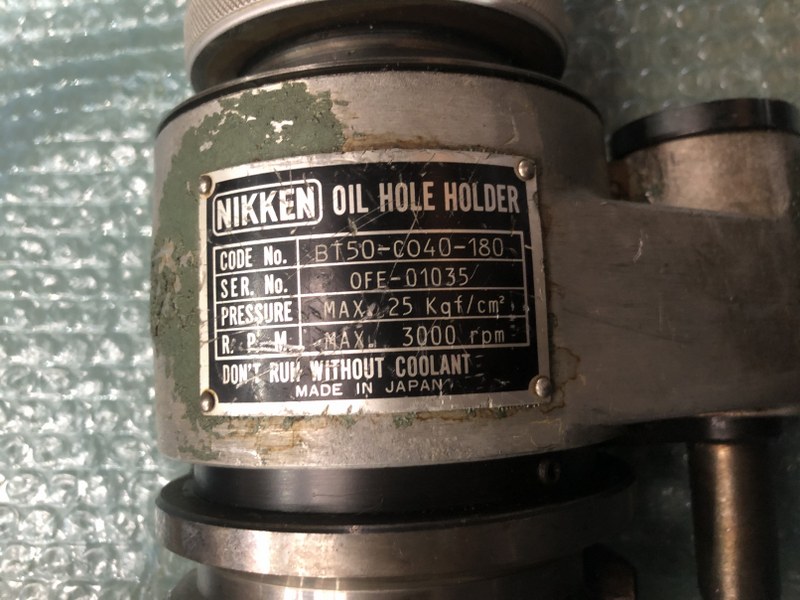 NIKKEN OIL HOLE HOLDER
CODE No. BT50-CO40-180
SER. No. OFE-01035
PRESSURE MAX. 25 Kgf/cm²
R. P. M. MAX. 3000 rpm
DON'T RUN WITHOUT COOLANT
MADE IN JAPAN